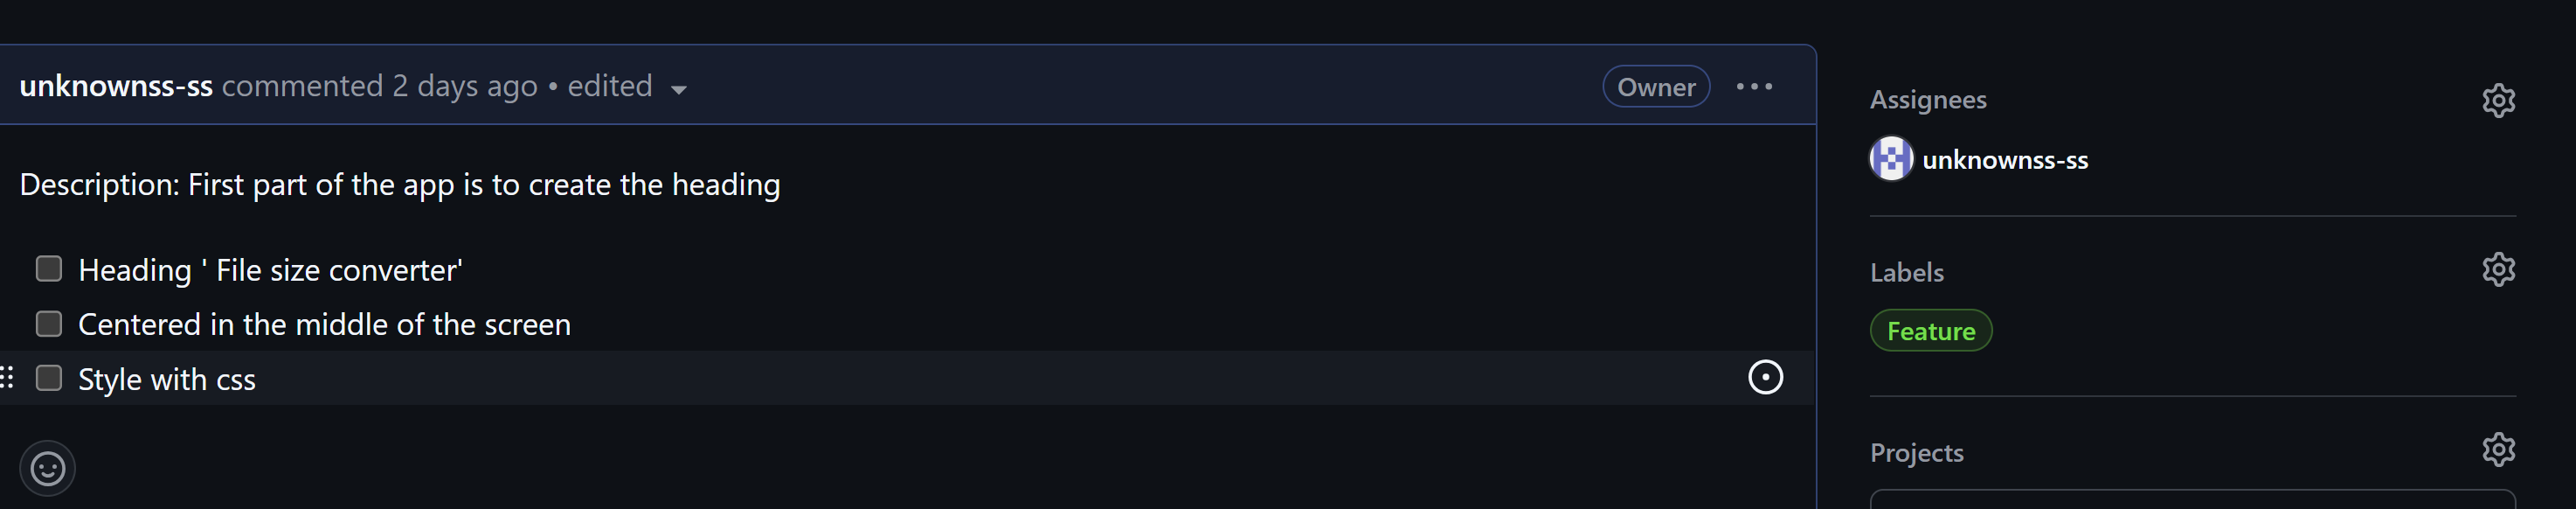 unknownss-ss commented 2 days ago • edited
Owner
Description: First part of the app is to create the heading
Heading ' File size converter'
Centered in the middle of the screen
Style with css
Assignees
unknownss-ss
Labels
Feature
Projects